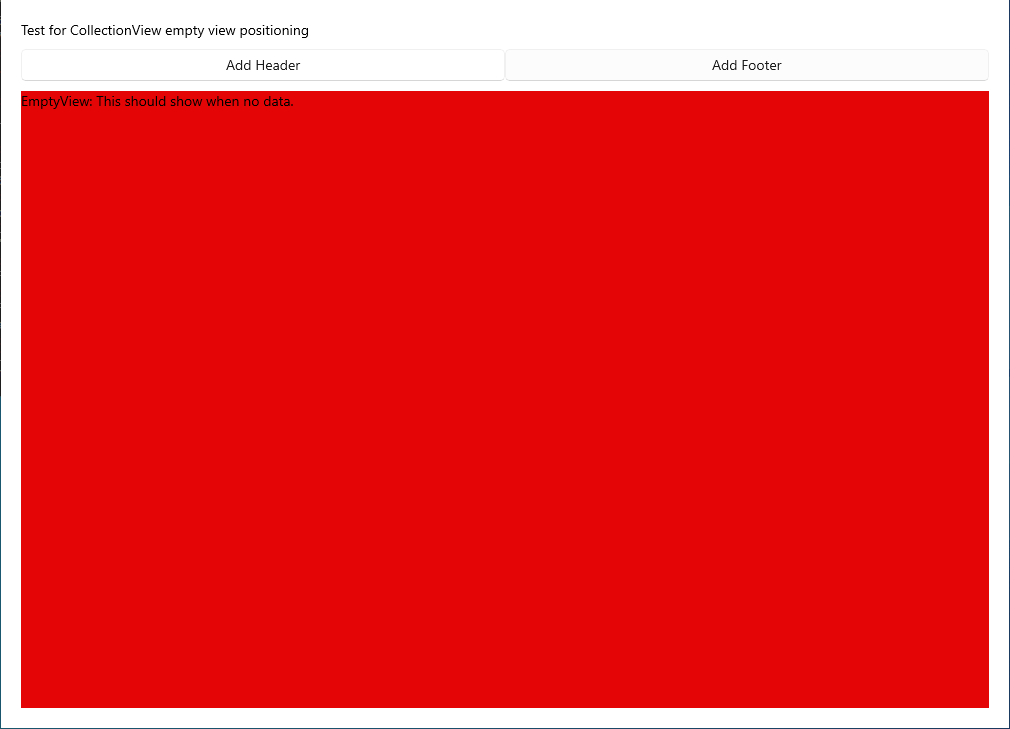 Test for CollectionView empty view positioning
Add Header
Add Footer
EmptyView: This should show when no data.